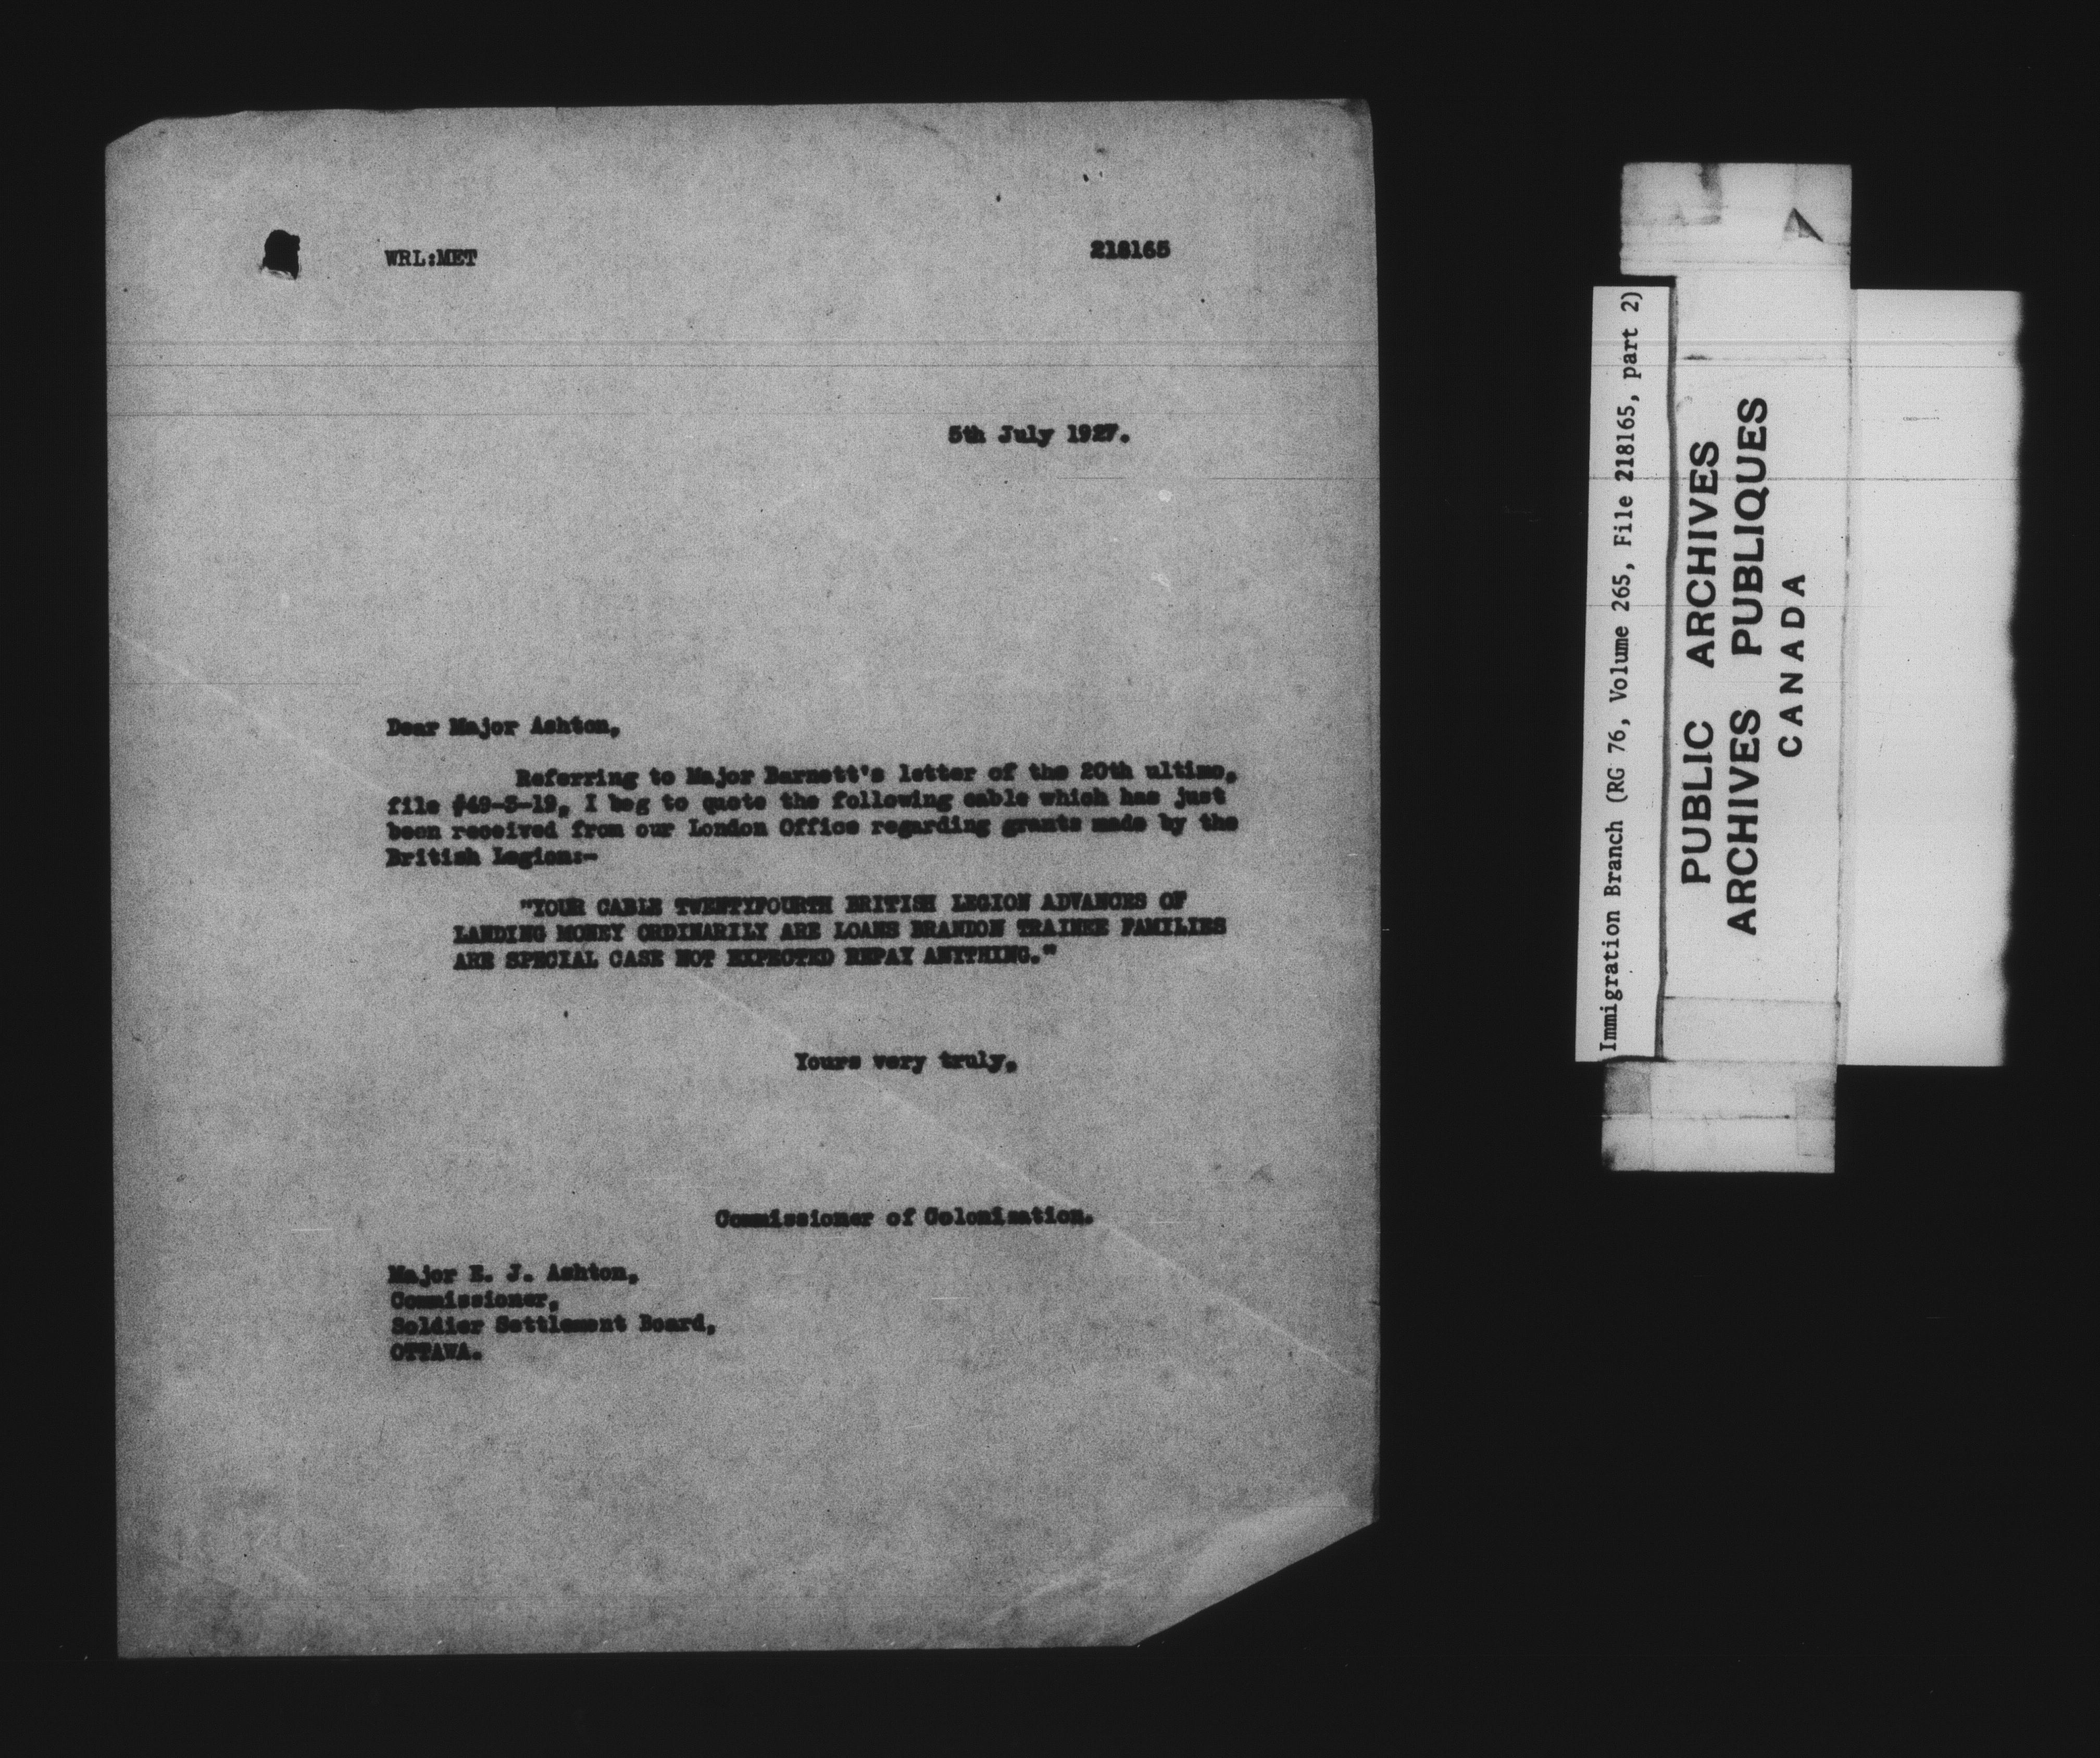 WRL:MET
218165
5th July 1927.
Dear Major Ashton,
Referring to Major Barnett's letter of the 20th ultimo,
file #49-5-19, I beg to quote the following cable which has just
been received from our London Office regarding grants made by the
British Legion:-
"YOUR CABLE TWENTYFOURTH BRITISH LEGION ADVANCES OF
LANDING MONEY ORDINARILY ARE LOANS BRANDON TRAINEE FAMILIES
ARE SPECIAL CASE NOT EXPECTED REPAY ANYTHING."
Yours very truly,
Commissioner of Colonization.
Major E. J. Ashton,
Commissioner,
Soldier Settlement Board,
OTTAWA.
Immigration Branch (RG 76, Volume 265, File 218165, part 2)
PUBLIC ARCHIVES
ARCHIVES PUBLIQUES
CANADA